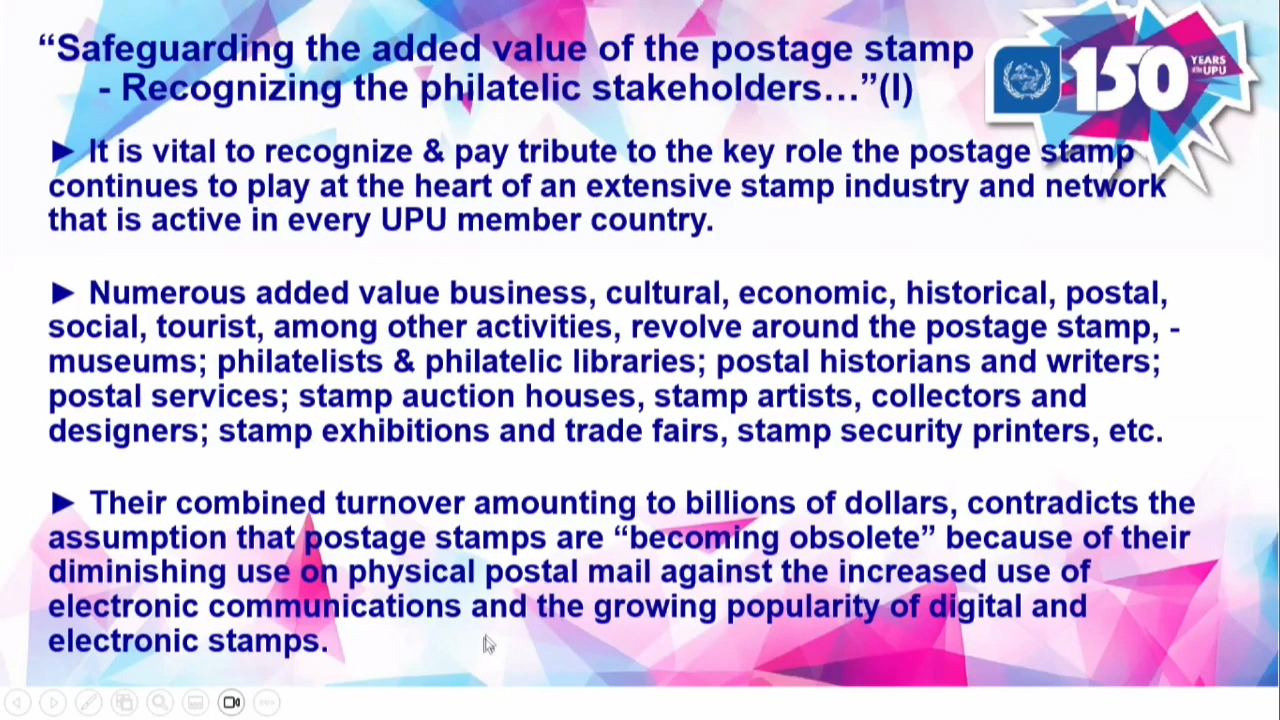 “Safeguarding the added value of the postage stamp
- Recognizing the philatelic stakeholders…”(I)
150
YEARS
of the UPU
► It is vital to recognize & pay tribute to the key role the postage stamp
continues to play at the heart of an extensive stamp industry and network
that is active in every UPU member country.
► Numerous added value business, cultural, economic, historical, postal,
social, tourist, among other activities, revolve around the postage stamp, -
museums; philatelists & philatelic libraries; postal historians and writers;
postal services; stamp auction houses, stamp artists, collectors and
designers; stamp exhibitions and trade fairs, stamp security printers, etc.
► Their combined turnover amounting to billions of dollars, contradicts the
assumption that postage stamps are “becoming obsolete” because of their
diminishing use on physical postal mail against the increased use of
electronic communications and the growing popularity of digital and
electronic stamps.